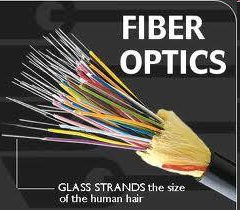 FIBER
OPTICS
GLASS STRANDS the size
of the human hair